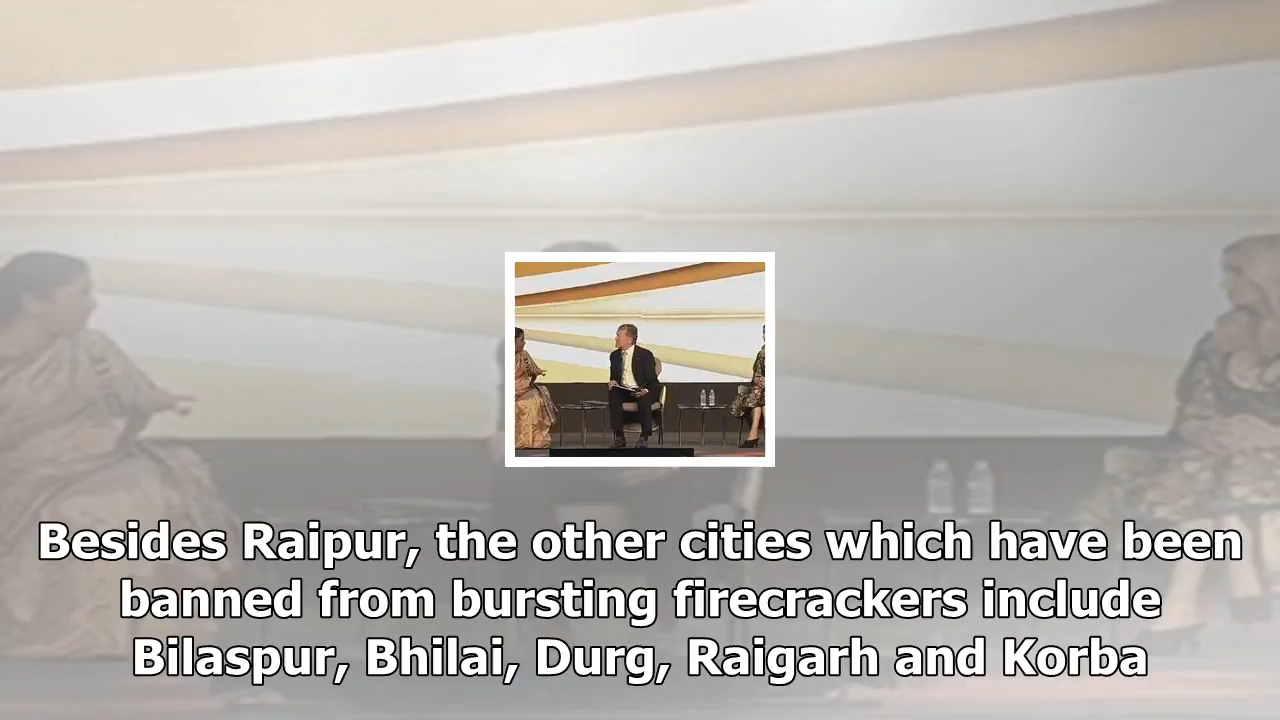 Besides Raipur, the other cities which have been
banned from bursting firecrackers include
Bilaspur, Bhilai, Durg, Raigarh and Korba